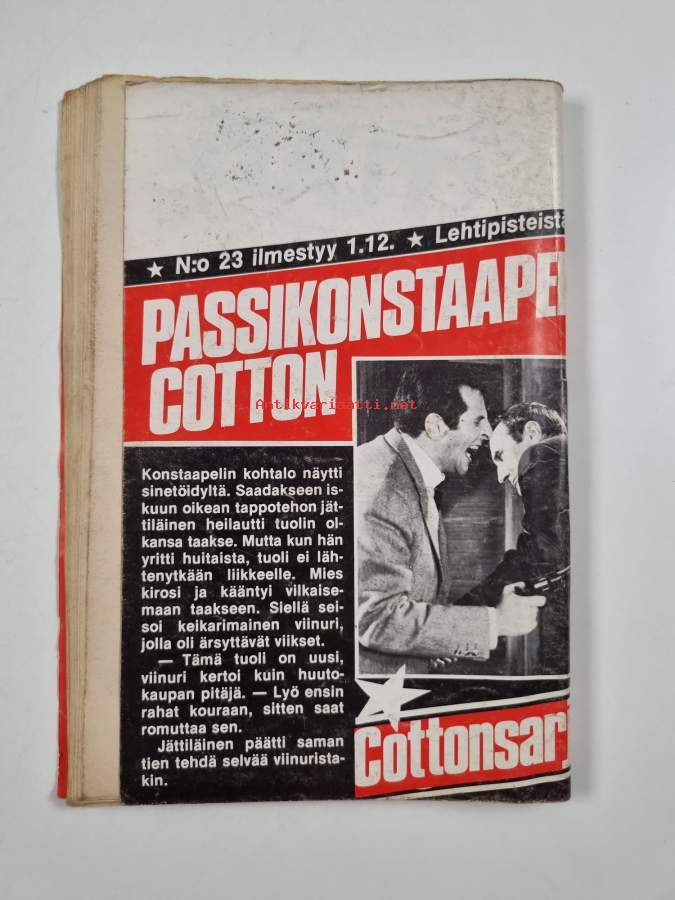 ★ N:o 23 ilmestyy 1.12. ★ Lehtipisteistä
PASSIKONSTAAPE
COTTON
Antikvariaatti.net
Konstaapelin kohtalo näytti
sinetöidyltä. Saadakseen is-
kuun oikean tappotehon jät-
tiläinen heilautti tuolin ol-
kansa taakse. Mutta kun hän
yritti huitaista, tuoli ei läh-
tenytkään liikkeelle. Mies
kirosi ja kääntyi vilkaise-
maan taakseen. Siellä sei-
soi keikarimainen viinuri,
jolla oli ärsyttävät viikset.
— Tämä tuoli on uusi,
viinuri kertoi kuin huuto-
kaupan pitäjä. — Lyö ensin
rahat kouraan, sitten saat
romuttaa sen.
Jättiläinen päätti saman
tien tehdä selvää viinurista-
kin.
Cottonsarj